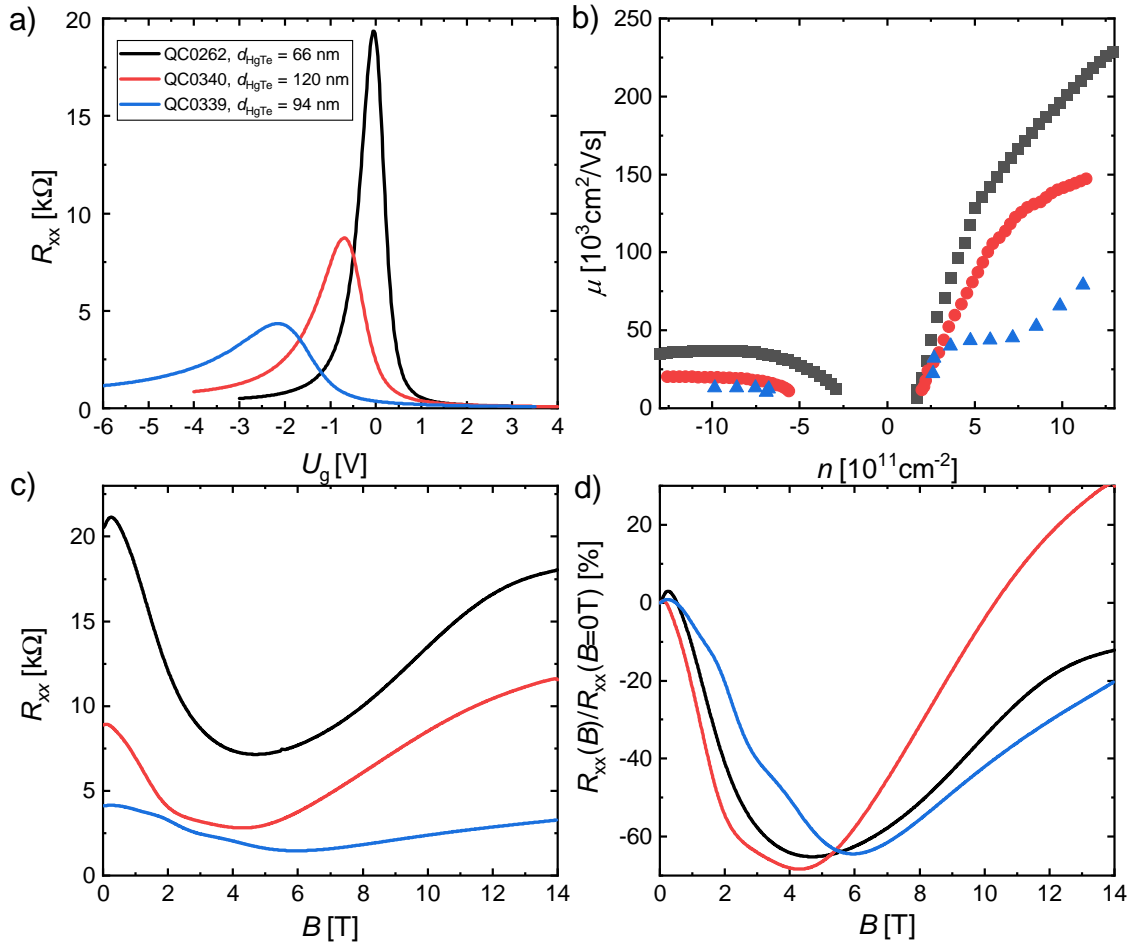 a)
QC0262, dHgTe = 66 nm
QC0340, dHgTe = 120 nm
QC0339, dHgTe = 94 nm
Rxx [kΩ]
20
15
10
5
0
-6 -5 -4 -3 -2 -1 0 1 2 3 4
Ug [V]
b)
μ [10³cm²/Vs]
250
200
150
100
50
0
-10 -5 0 5 10
n [10¹¹cm⁻²]
c)
Rxx [kΩ]
20
15
10
5
0
0 2 4 6 8 10 12 14
B [T]
d)
Rxx(B)/Rxx(B=0T) [%]
20
0
-20
-40
-60
0 2 4 6 8 10 12 14
B [T]